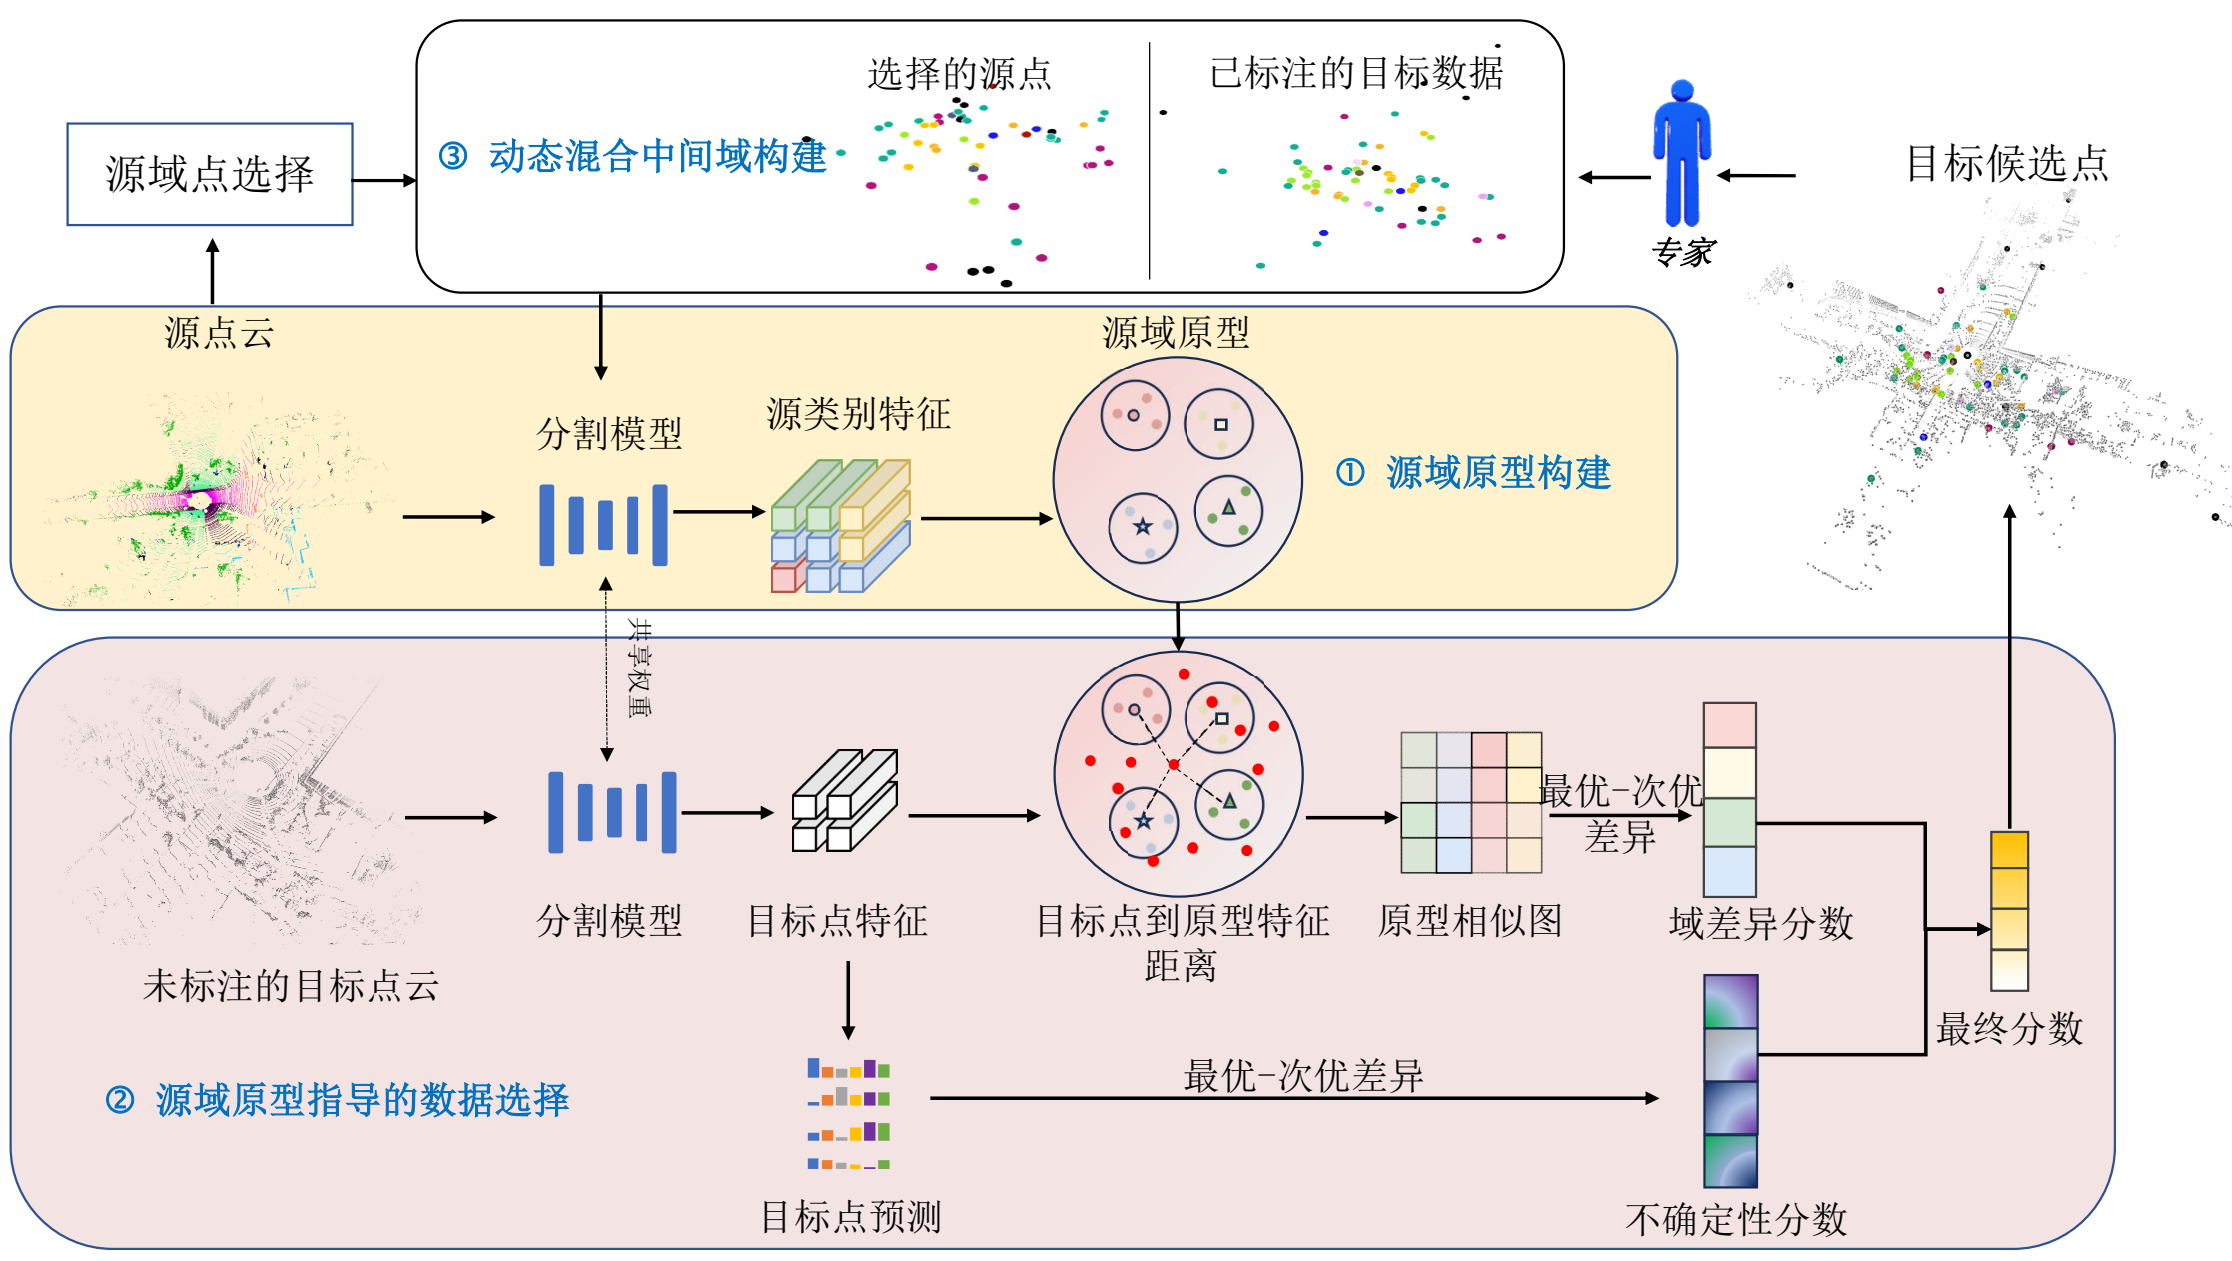 选择的源点
已标注的目标数据
源域点选择
③ 动态混合中间域构建
目标候选点
专家
源点云
源域原型
分割模型
源类别特征
① 源域原型构建
共享权重
最优-次优
差异
分割模型
目标点特征
目标点到原型特征
距离
原型相似图
域差异分数
未标注的目标点云
最终分数
最优-次优差异
② 源域原型指导的数据选择
目标点预测
不确定性分数